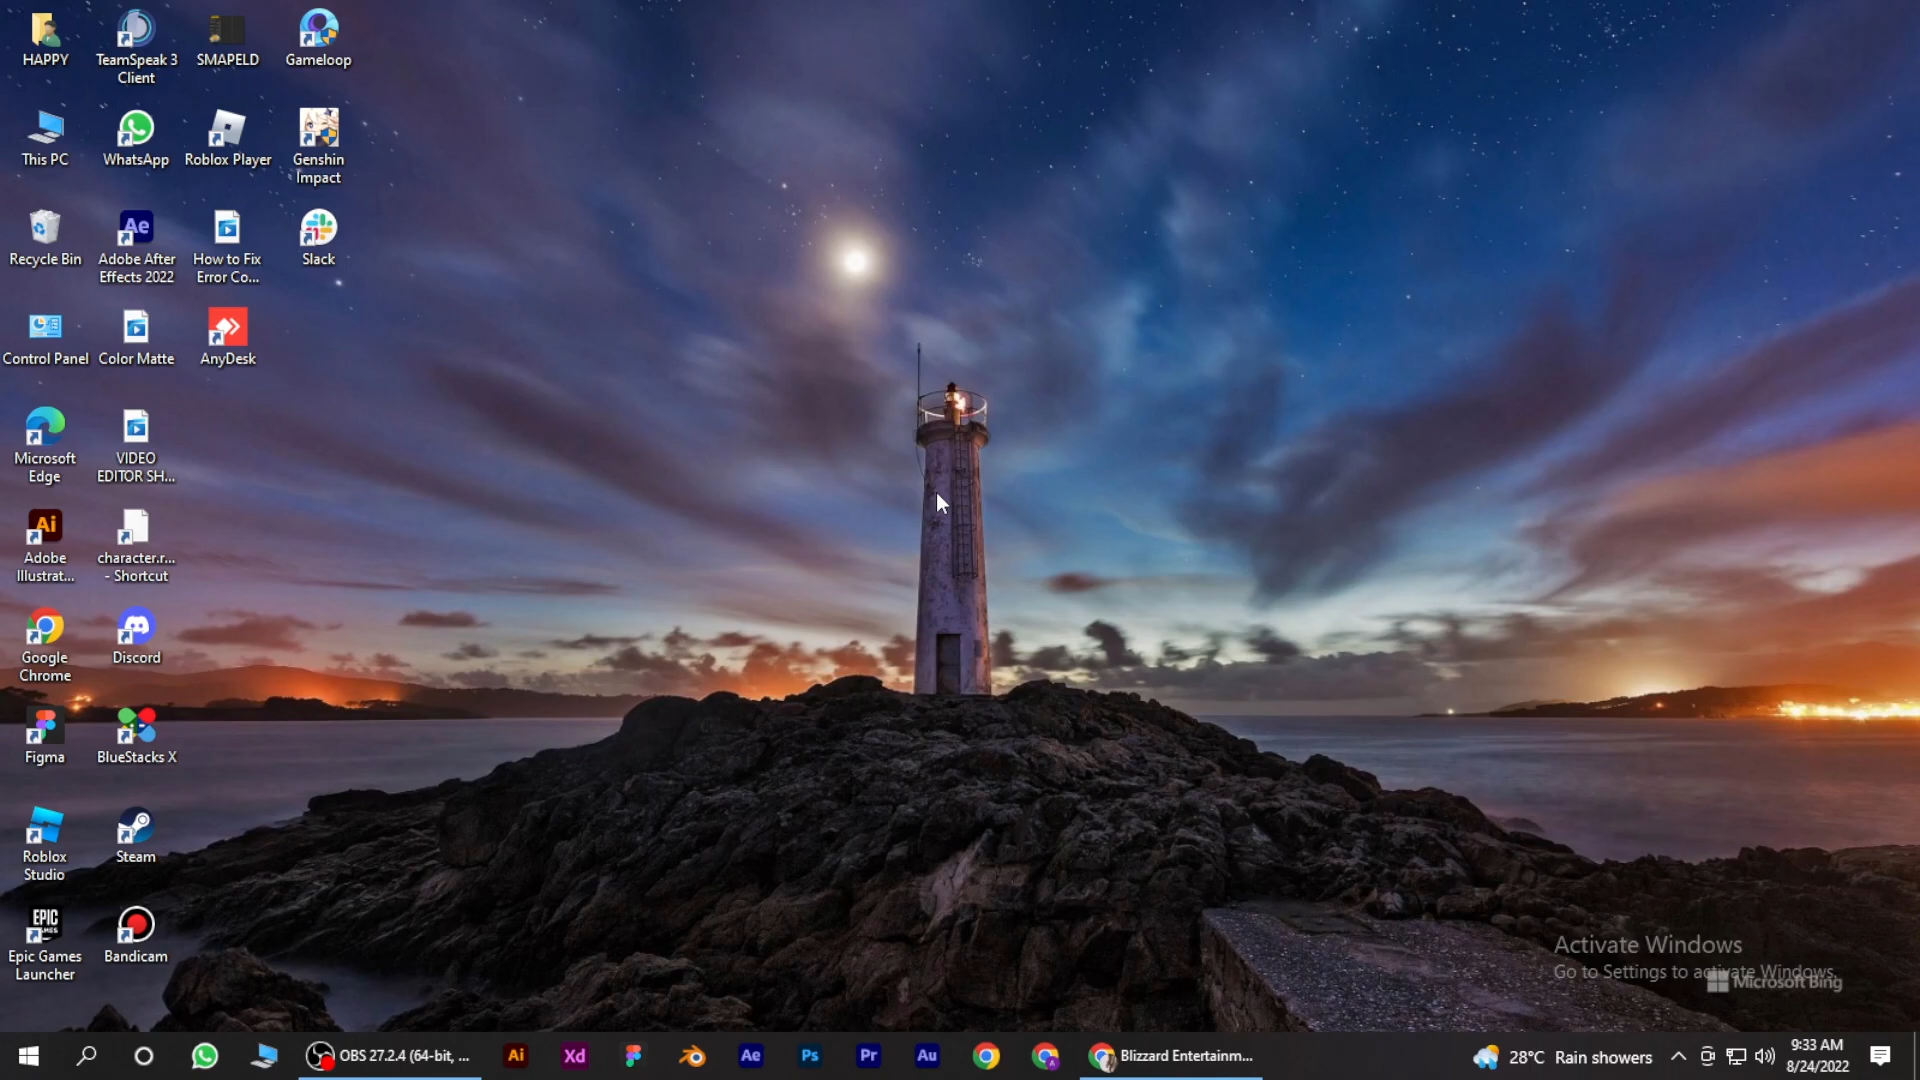 HAPPY
TeamSpeak 3
Client
SMAPELD
Gameloop
This PC
WhatsApp
Roblox Player
Genshin
Impact
Recycle Bin
Ae
Adobe After
Effects 2022
How to Fix
Error Co...
Slack
Control Panel
Color Matte
AnyDesk
Microsoft
Edge
VIDEO
EDITOR SH...
Ai
Adobe
Illustrat...
character.r...
- Shortcut
Google
Chrome
Discord
Figma
BlueStacks X
Roblox
Studio
Steam
EPIC
GAMES
Epic Games
Launcher
Bandicam
Activate Windows
Go to Settings to activate Windows.
Microsoft Bing
OBS 27.2.4 (64-bit, ...
Ai
Xd
Ae
Ps
Pr
Au
A
Blizzard Entertainm...
28°C Rain showers
9:33 AM
8/24/2022